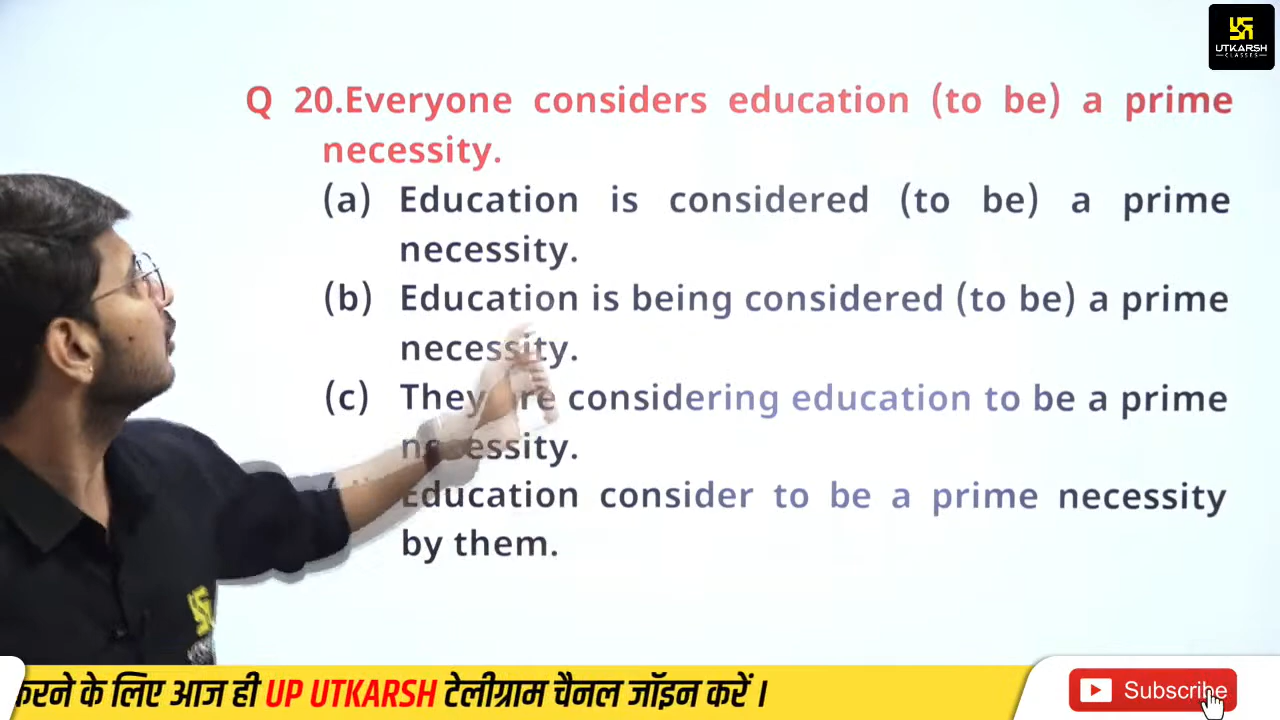 UTKARSH
CLASSES
Q 20.Everyone considers education (to be) a prime
necessity.
(a) Education is considered (to be) a prime
necessity.
(b) Education is being considered (to be) a prime
necessity.
(c) They are considering education to be a prime
necessity.
Education consider to be a prime necessity
by them.
करने के लिए आज ही UP UTKARSH टेलीग्राम चैनल जॉइन करें ।
Subscribe